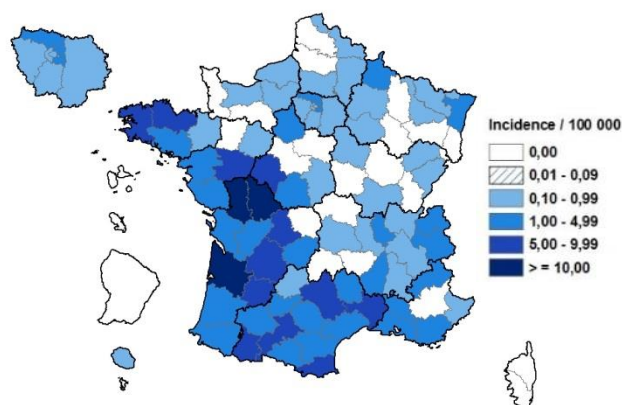 Incidence / 100 000
0,00
0,01 - 0,09
0,10 - 0,99
1,00 - 4,99
5,00 - 9,99
> = 10,00